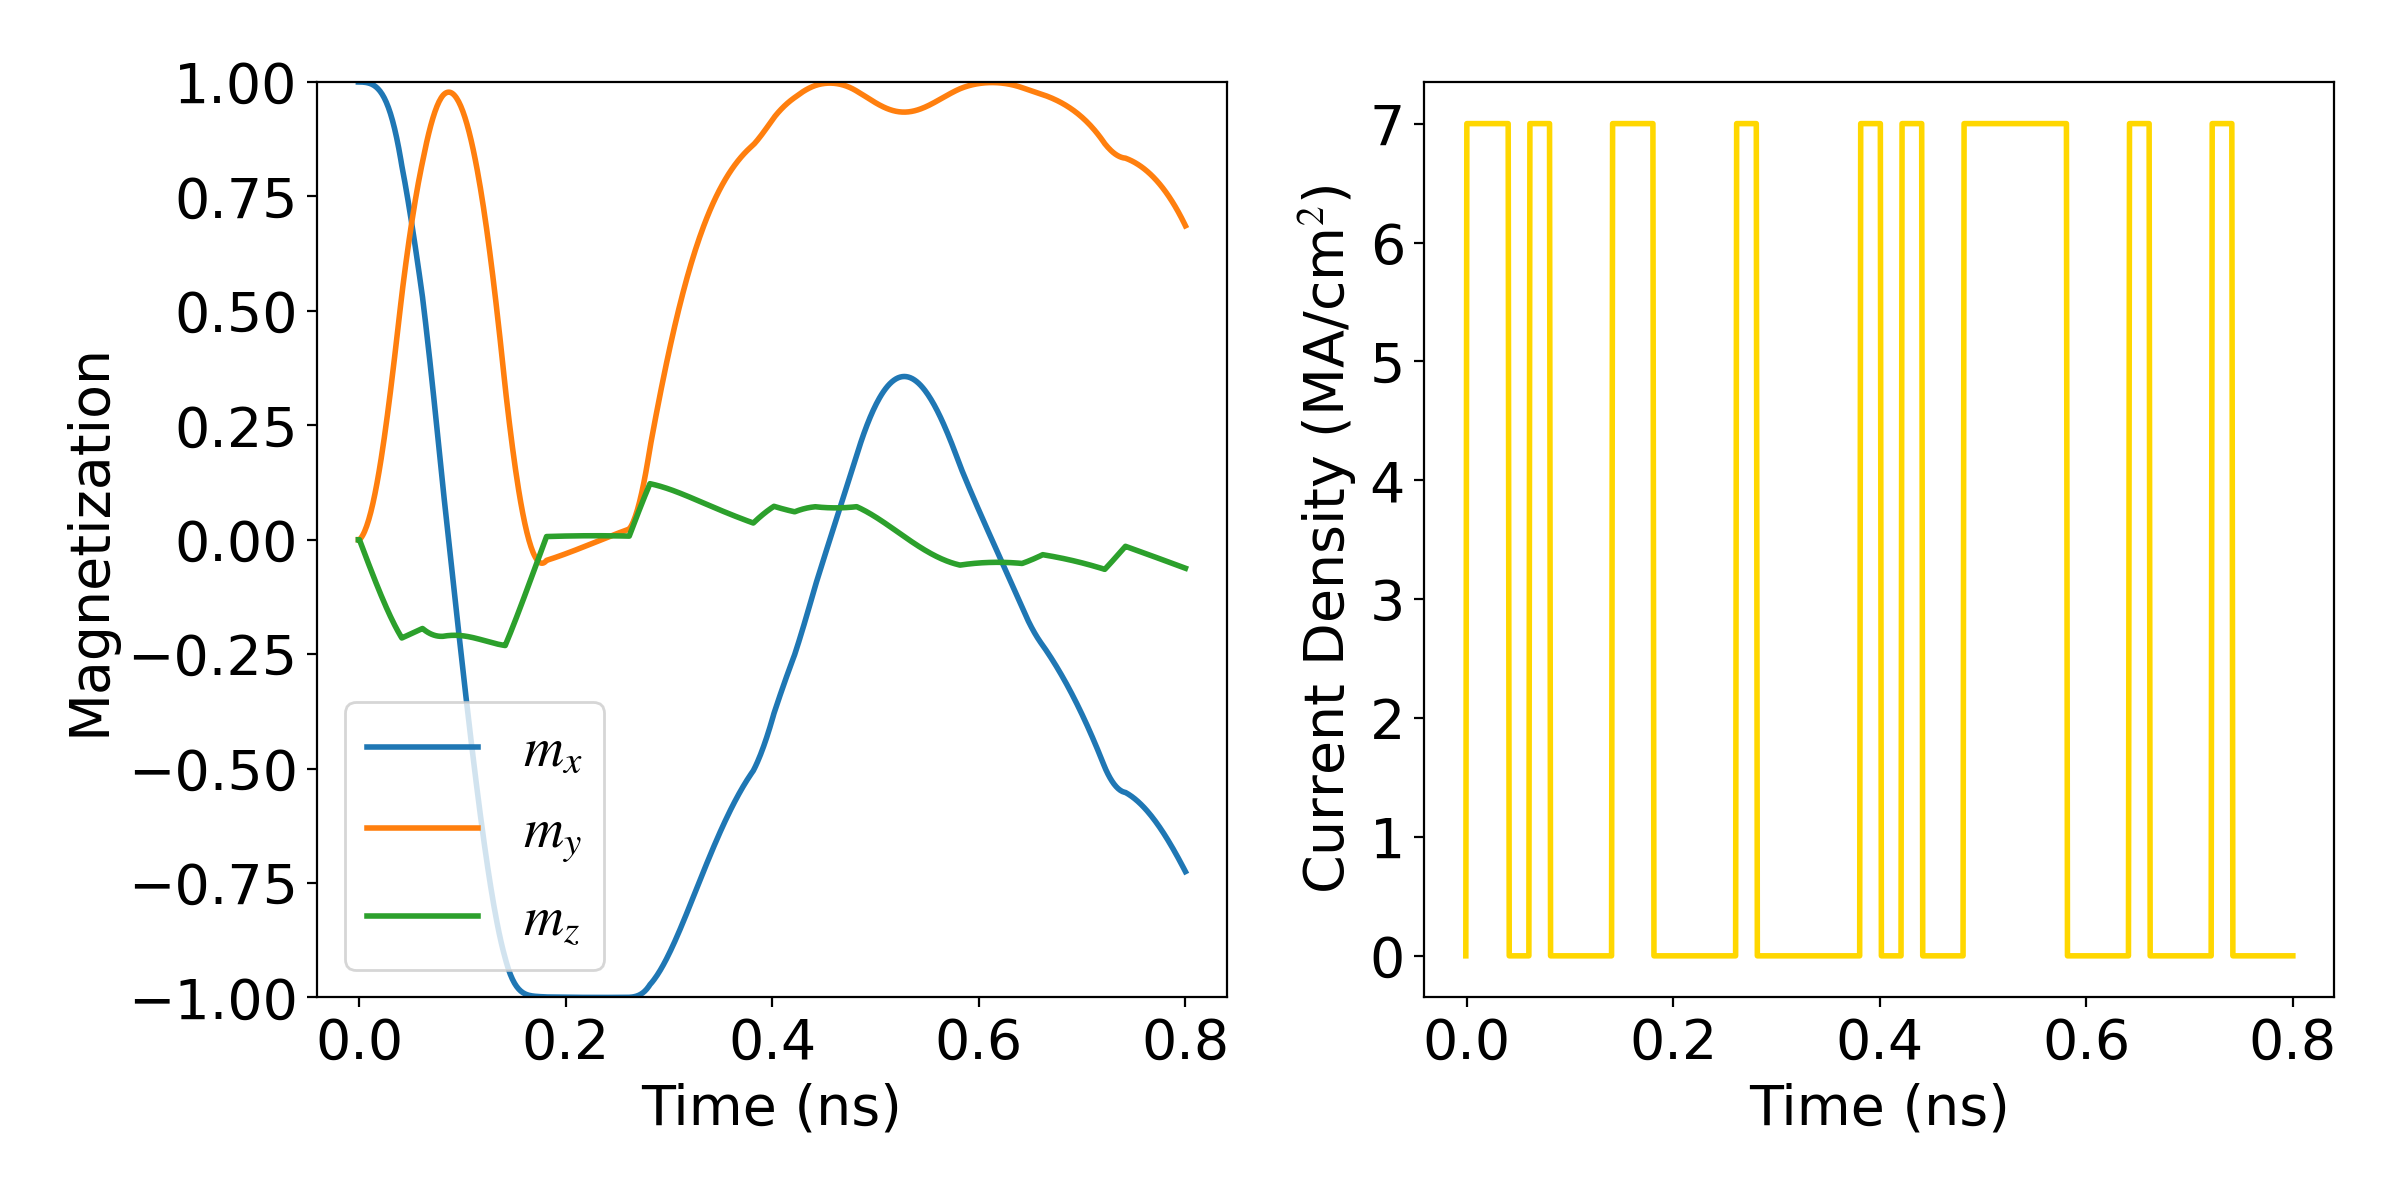 Magnetization
1.00
0.75
0.50
0.25
0.00
−0.25
−0.50
−0.75
−1.00
m_x
m_y
m_z
0.0 0.2 0.4 0.6 0.8
Time (ns)
Current Density (MA/cm²)
7
6
5
4
3
2
1
0
0.0 0.2 0.4 0.6 0.8
Time (ns)